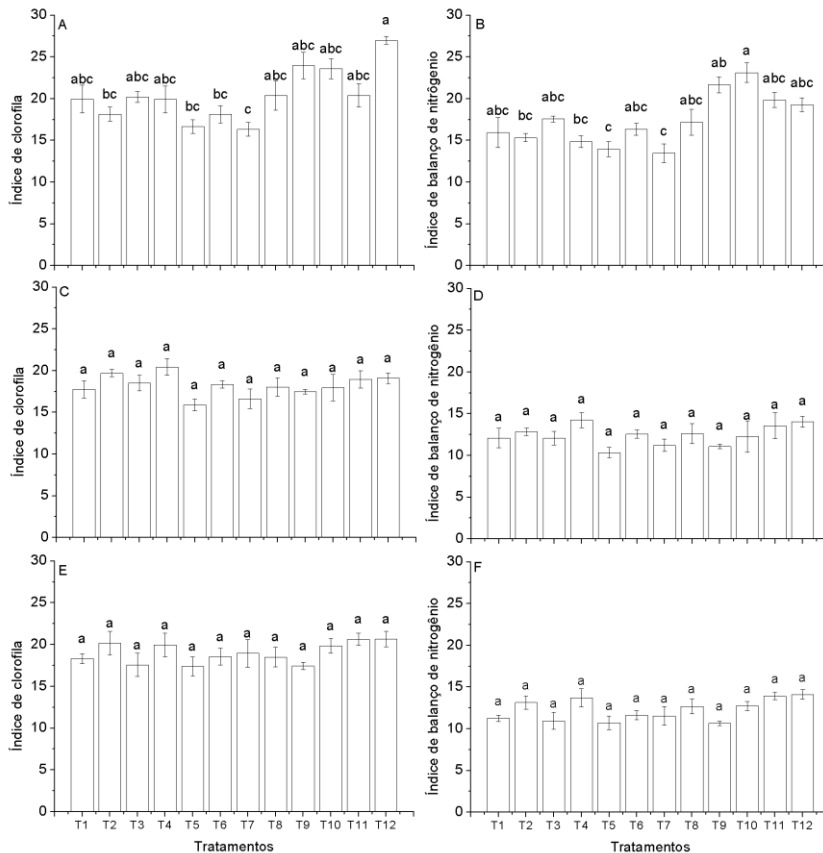 A
Índice de clorofila
30
25
20
15
10
5
0
abc bc abc abc bc bc c abc abc abc abc a
B
Índice de balanço de nitrôgenio
30
25
20
15
10
5
0
abc bc abc bc c abc c abc ab a abc abc
C
Índice de clorofila
30
25
20
15
10
5
0
a a a a a a a a a a a a
D
Índice de balanço de nitrogênio
30
25
20
15
10
5
0
a a a a a a a a a a a a
E
Índice de clorofila
30
25
20
15
10
5
0
a a a a a a a a a a a a
T1 T2 T3 T4 T5 T6 T7 T8 T9 T10 T11 T12
Tratamentos
F
Índice de balanço de nitrogênio
30
25
20
15
10
5
0
a a a a a a a a a a a a
T1 T2 T3 T4 T5 T6 T7 T8 T9 T10 T11 T12
Tratamentos